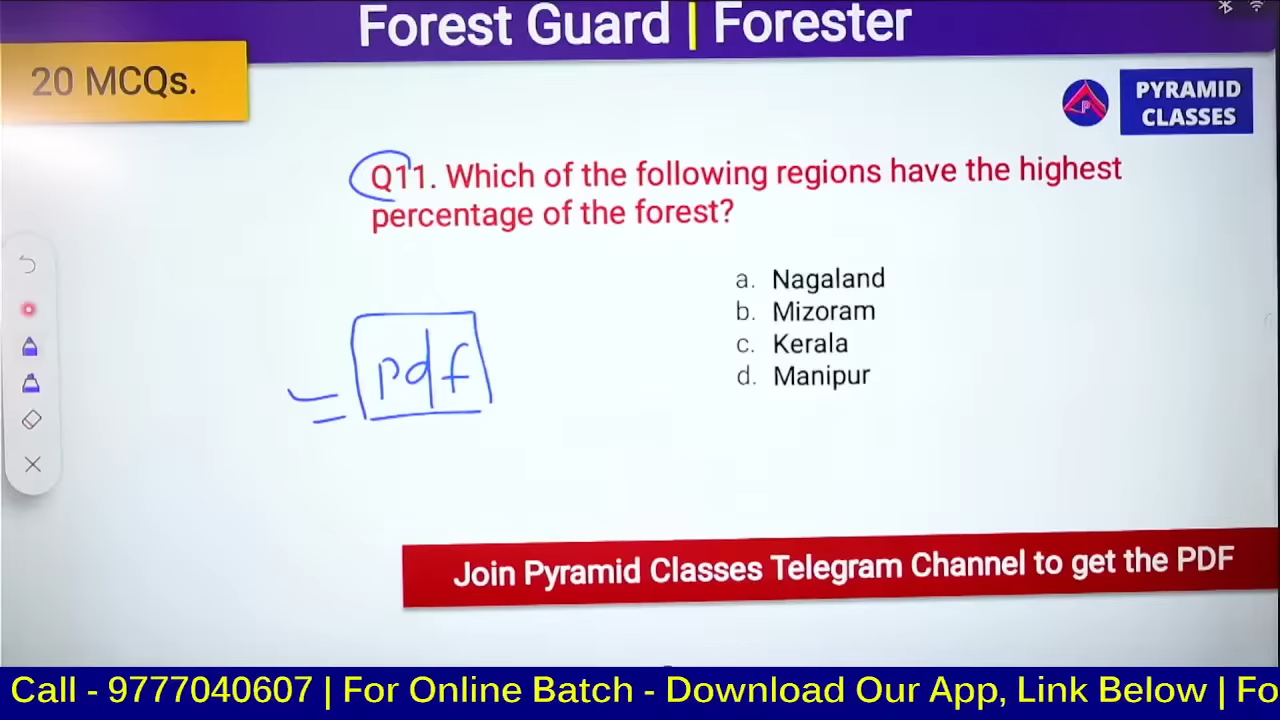 Forest Guard | Forester
20 MCQs.
PYRAMID
CLASSES
P
Q11. Which of the following regions have the highest
percentage of the forest?
a. Nagaland
b. Mizoram
c. Kerala
d. Manipur
pdf
Join Pyramid Classes Telegram Channel to get the PDF
Call - 9777040607 | For Online Batch - Download Our App, Link Below | Fo